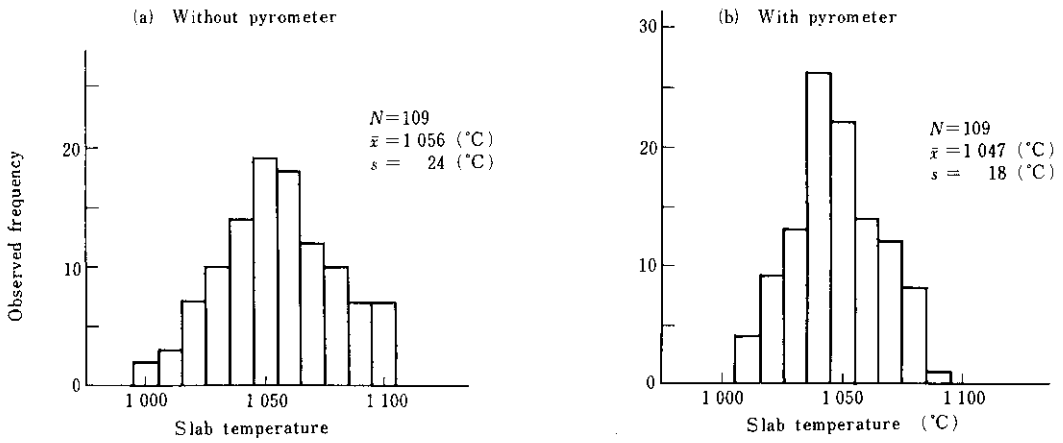 (a) Without pyrometer
Observed frequency
20
10
0
N=109
x̄=1 056 (°C)
s = 24 (°C)
1 000 1 050 1 100
Slab temperature
(b) With pyrometer
30
20
10
0
N=109
x̄=1 047 (°C)
s = 18 (°C)
1 000 1 050 1 100
Slab temperature (°C)